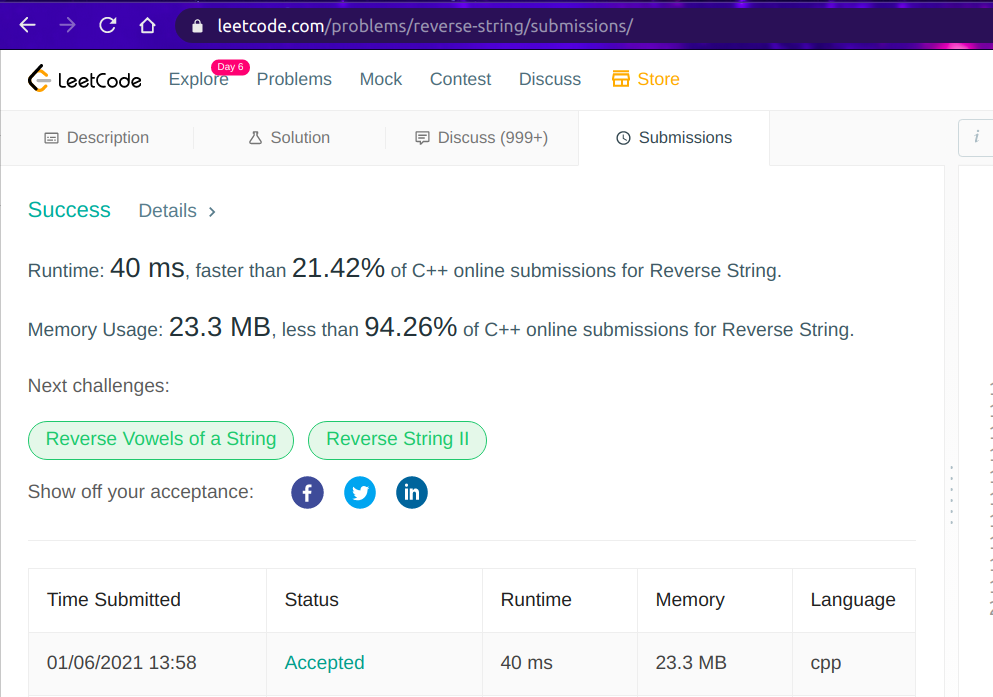 leetcode.com/problems/reverse-string/submissions/
LeetCode Explore Day 6 Problems Mock Contest Discuss Store
Description Solution Discuss (999+) Submissions i
Success Details >
Runtime: 40 ms, faster than 21.42% of C++ online submissions for Reverse String.
Memory Usage: 23.3 MB, less than 94.26% of C++ online submissions for Reverse String.
Next challenges:
Reverse Vowels of a String Reverse String II
Show off your acceptance: f in
Time Submitted Status Runtime Memory Language
01/06/2021 13:58 Accepted 40 ms 23.3 MB cpp